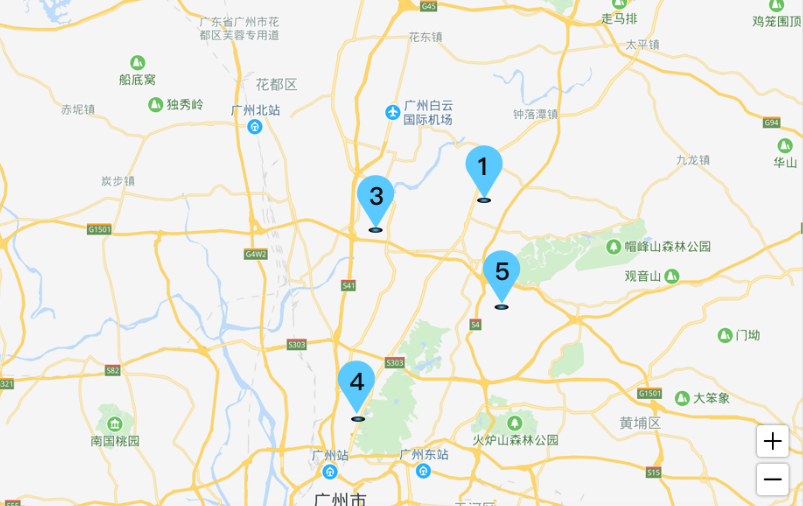 G45
走马排
鸡笼围顶
广东省广州市花
都区芙蓉专用道
花东镇
太平镇
船底窝
花都区
赤坭镇
独秀岭
广州北站
广州白云
国际机场
钟落潭镇
G94
华山
九龙镇
炭步镇
1
3
G1501
G4W2
帽峰山森林公园
5
观音山
S41
S4
门坳
S303
S303
S82
S321
4
G1501
大笨象
南国桃园
火炉山森林公园
黄埔区
+
广州站
广州东站
S15
−
广州市